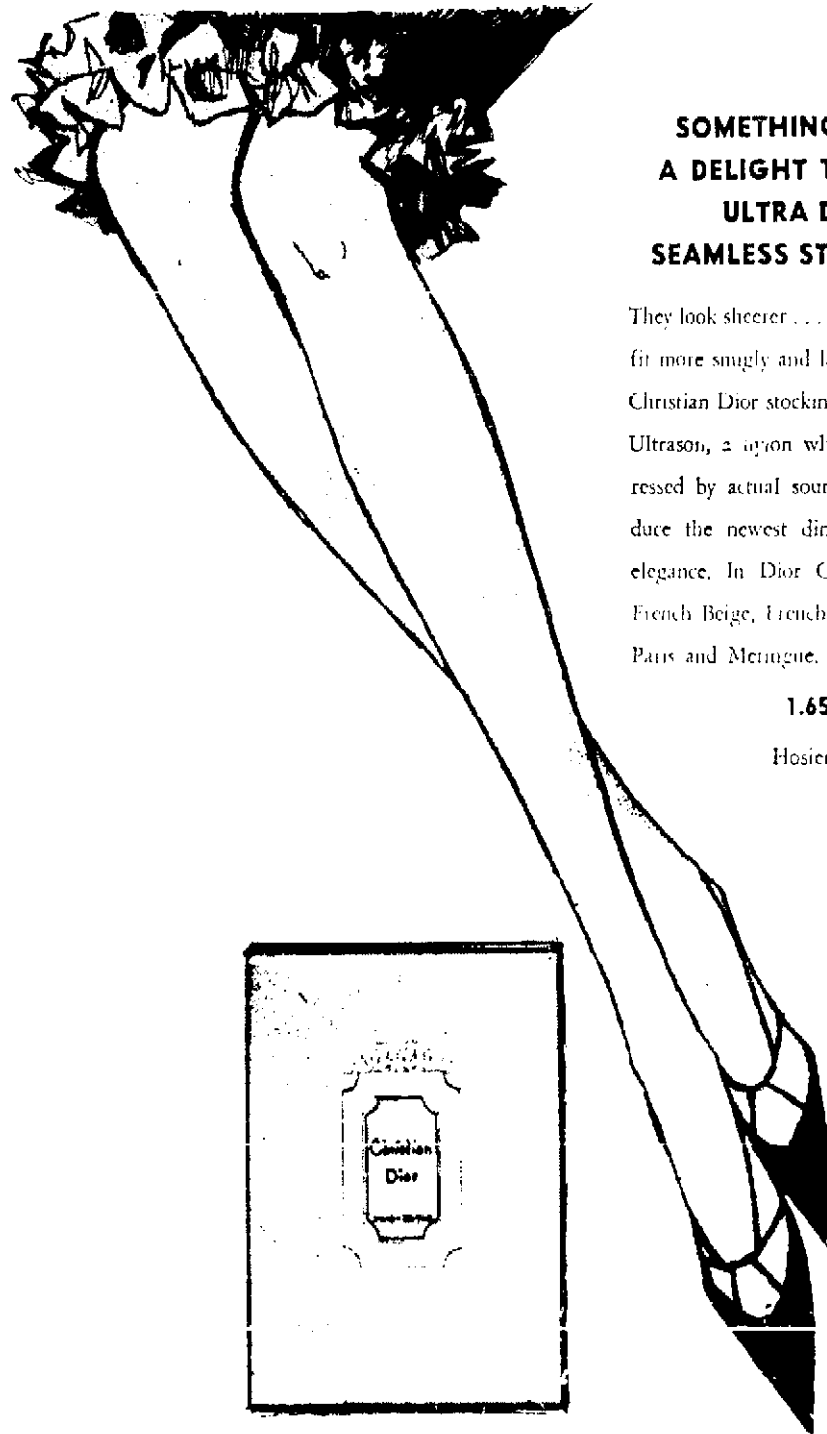 SOMETHING
A DELIGHT T
ULTRA D
SEAMLESS ST
They look sheerer . . .
fit more snugly and l
Christian Dior stockin
Ultrason, a nylon wh
ressed by actual sour
duce the newest din
elegance. In Dior C
French Beige, French
Paris and Meringue.
1.65
Hosier
Christian
Dior